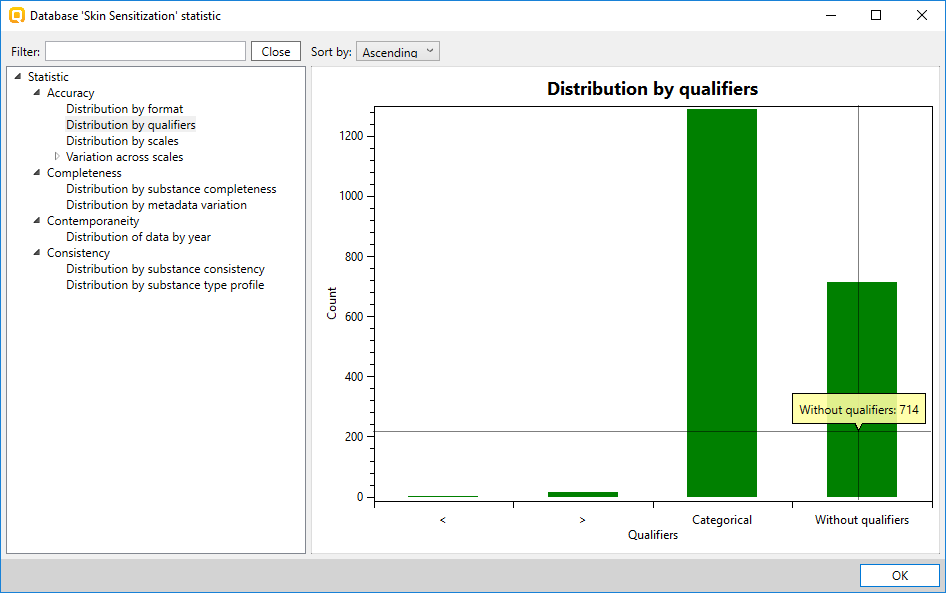 Database 'Skin Sensitization' statistic
Filter:
Close
Sort by:
Ascending
Statistic
Accuracy
Distribution by format
Distribution by qualifiers
Distribution by scales
Variation across scales
Completeness
Distribution by substance completeness
Distribution by metadata variation
Contemporaneity
Distribution of data by year
Consistency
Distribution by substance consistency
Distribution by substance type profile
Distribution by qualifiers
1200
1000
800
600
400
200
0
Count
Without qualifiers: 714
<
>
Categorical
Without qualifiers
Qualifiers
OK